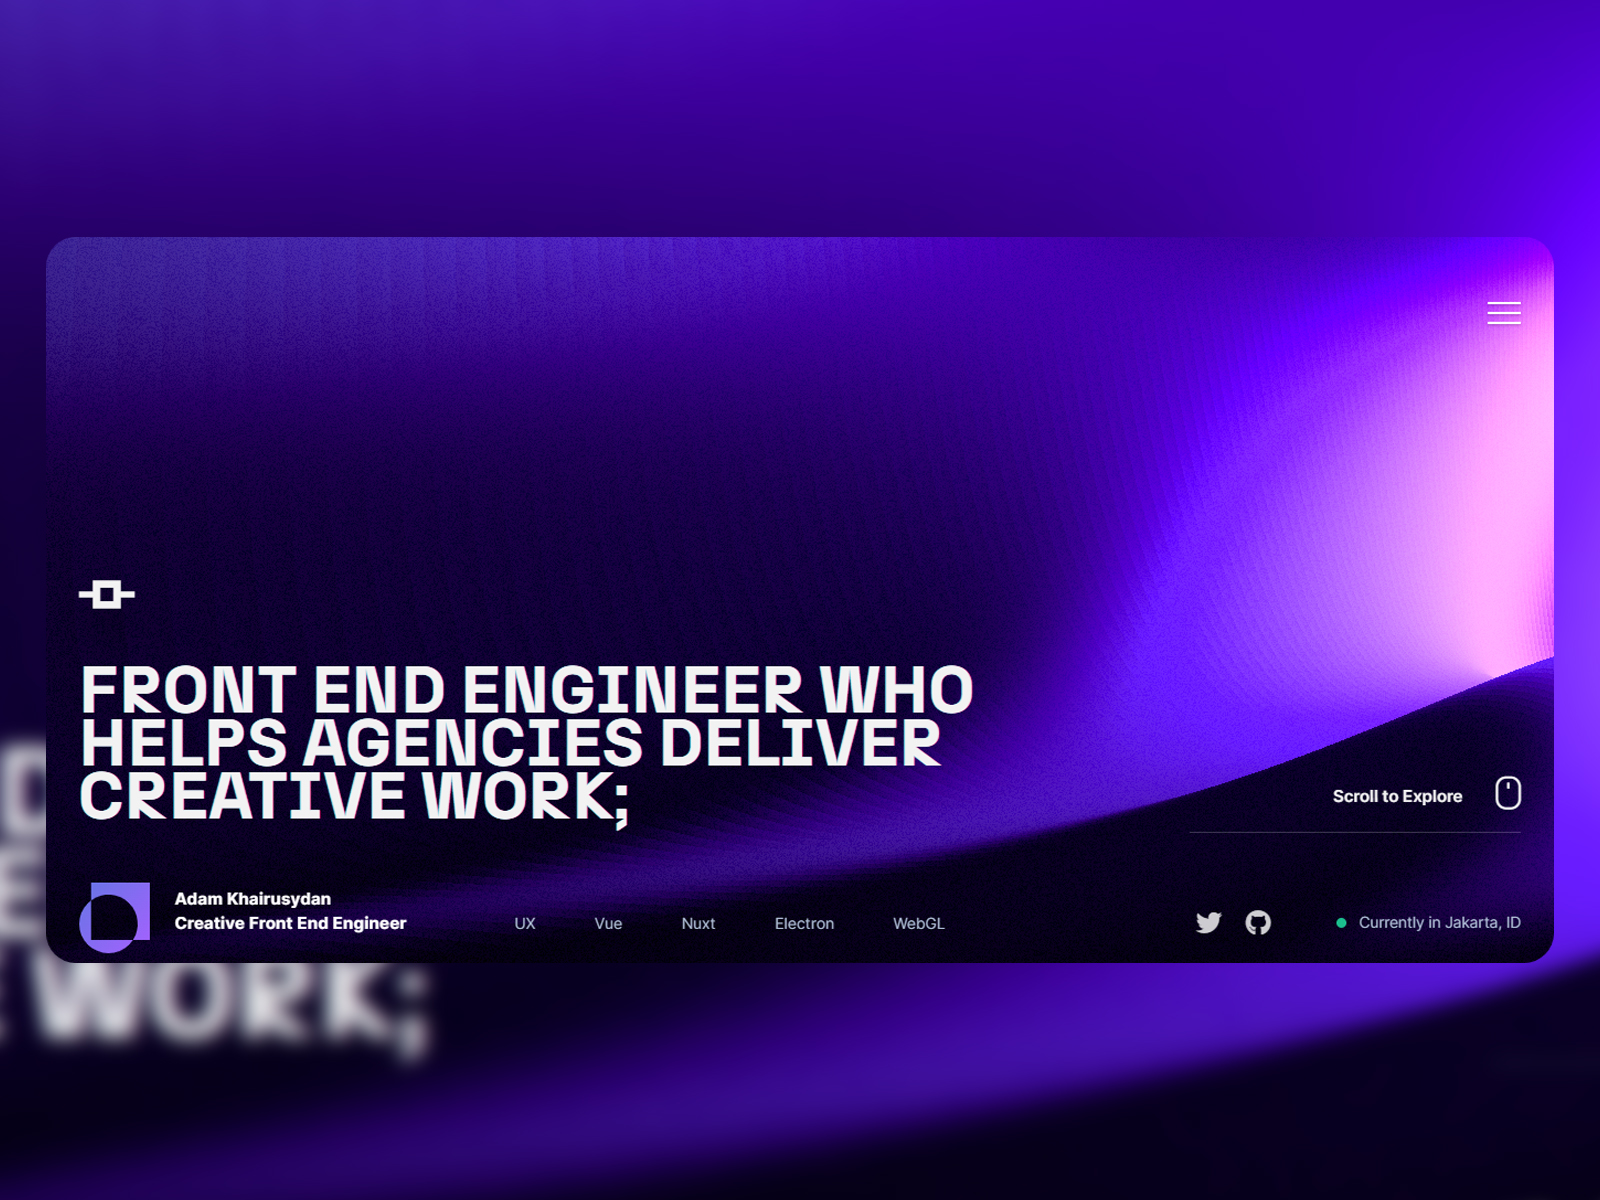 FRONT END ENGINEER WHO
HELPS AGENCIES DELIVER
CREATIVE WORK;
Scroll to Explore
Adam Khairusydan
Creative Front End Engineer
UX Vue Nuxt Electron WebGL
Currently in Jakarta, ID
WORK;